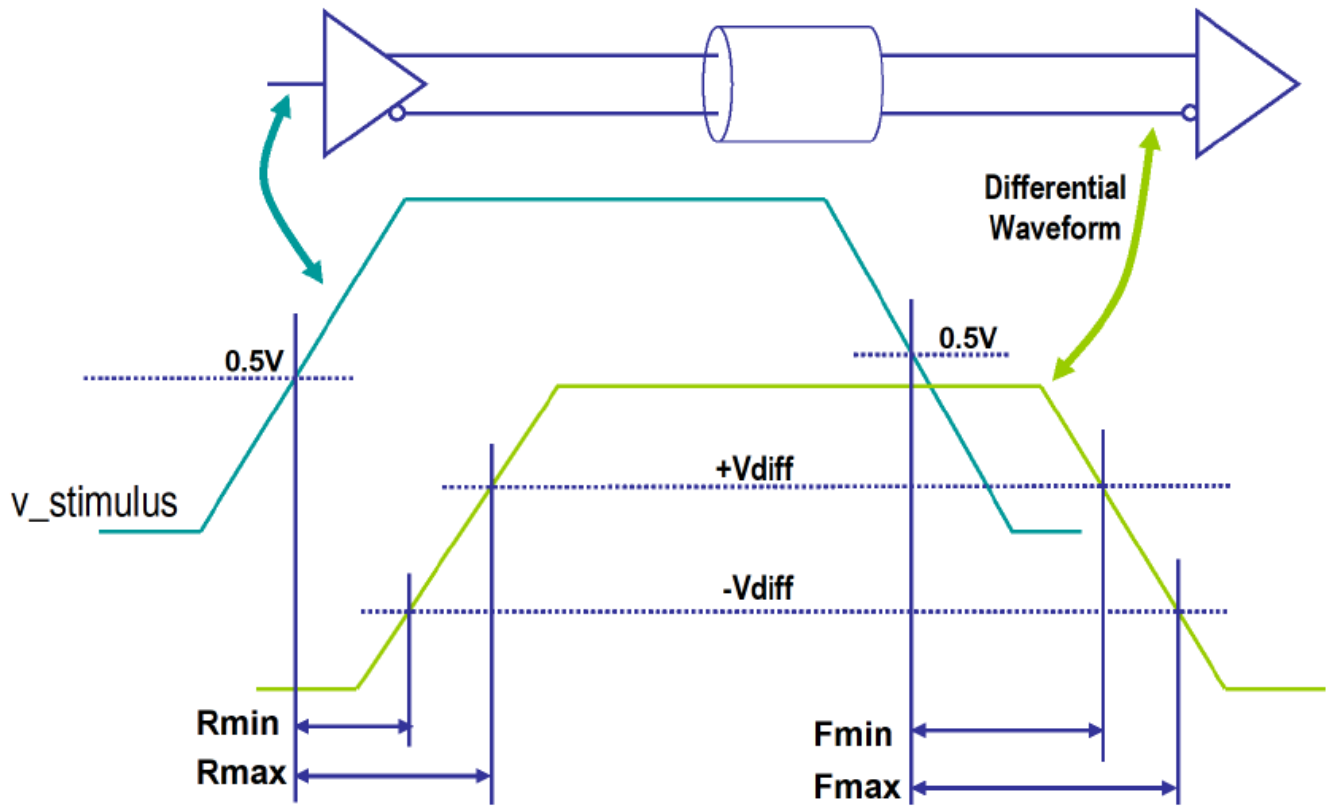 Differential
Waveform
0.5V
0.5V
+Vdiff
v_stimulus
-Vdiff
Rmin
Fmin
Rmax
Fmax